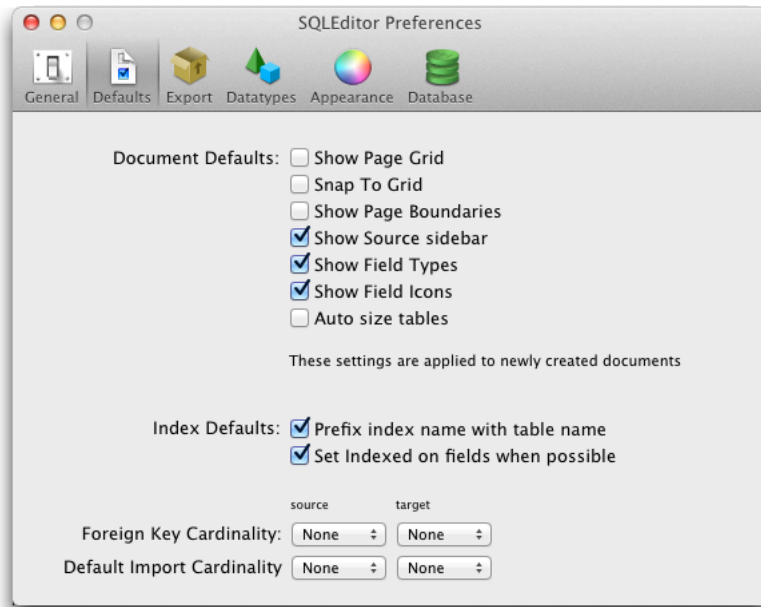 SQLEditor Preferences
General Defaults Export Datatypes Appearance Database
Document Defaults: Show Page Grid
Snap To Grid
Show Page Boundaries
Show Source sidebar
Show Field Types
Show Field Icons
Auto size tables
These settings are applied to newly created documents
Index Defaults: Prefix index name with table name
Set Indexed on fields when possible
source target
Foreign Key Cardinality: None None
Default Import Cardinality None None